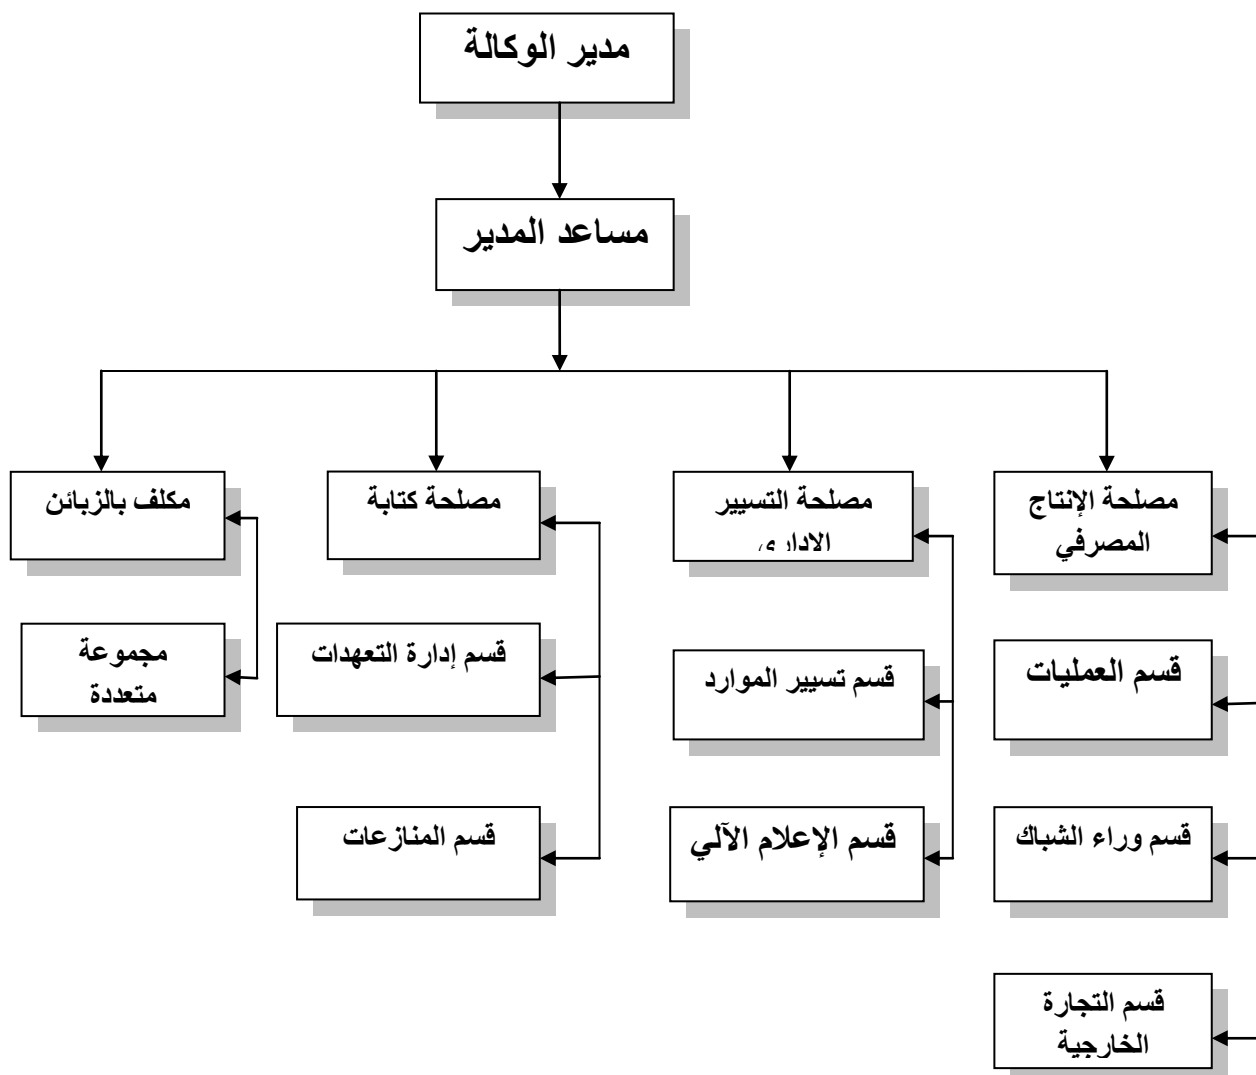 مدير الوكالة
مساعد المدير
مصلحة الإنتاج
المصرفي
مصلحة التسيير
الاداري
مصلحة كتابة
مكلف بالزبائن
قسم العمليات
قسم تسيير الموارد
قسم إدارة التعهدات
مجموعة
متعددة
قسم وراء الشباك
قسم الإعلام الآلي
قسم المنازعات
قسم التجارة
الخارجية